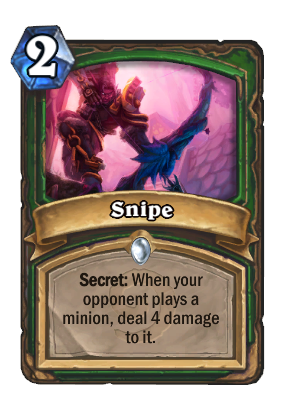 2
Snipe
Secret: When your
opponent plays a
minion, deal 4 damage
to it.